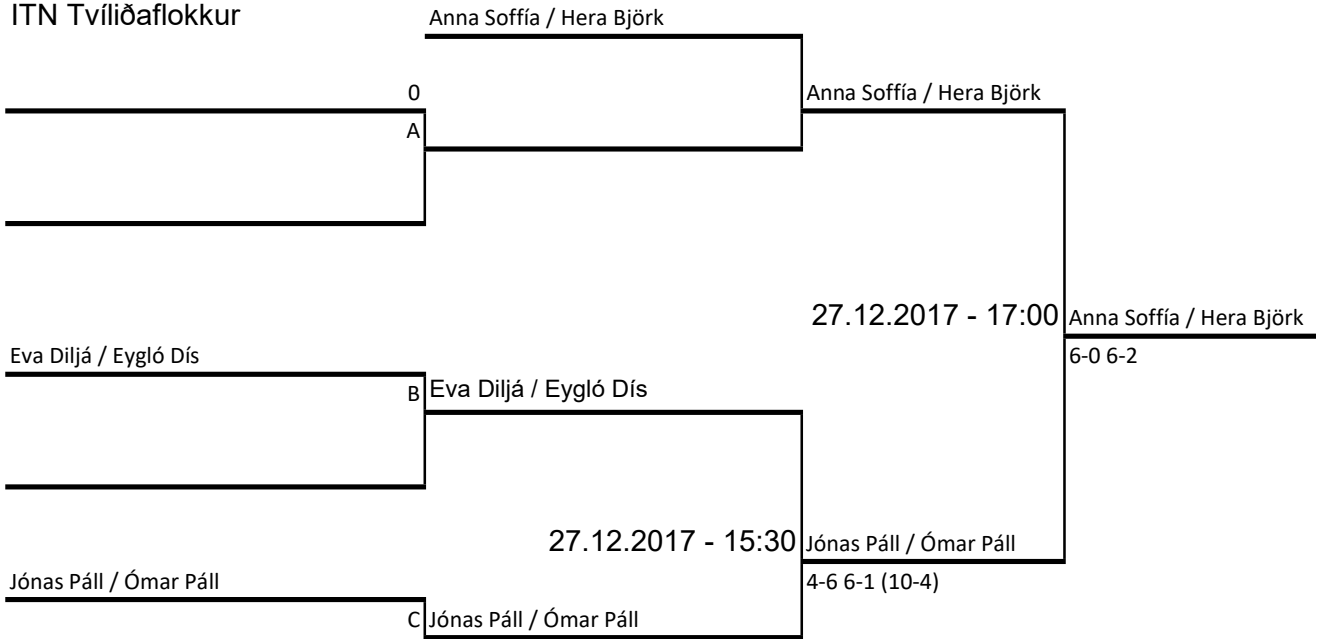 ITN Tvíliðaflokkur
Anna Soffía / Hera Björk
0
Anna Soffía / Hera Björk
A
27.12.2017 - 17:00
Anna Soffía / Hera Björk
Eva Diljá / Eygló Dís
6-0 6-2
B
Eva Diljá / Eygló Dís
27.12.2017 - 15:30
Jónas Páll / Ómar Páll
Jónas Páll / Ómar Páll
4-6 6-1 (10-4)
C
Jónas Páll / Ómar Páll